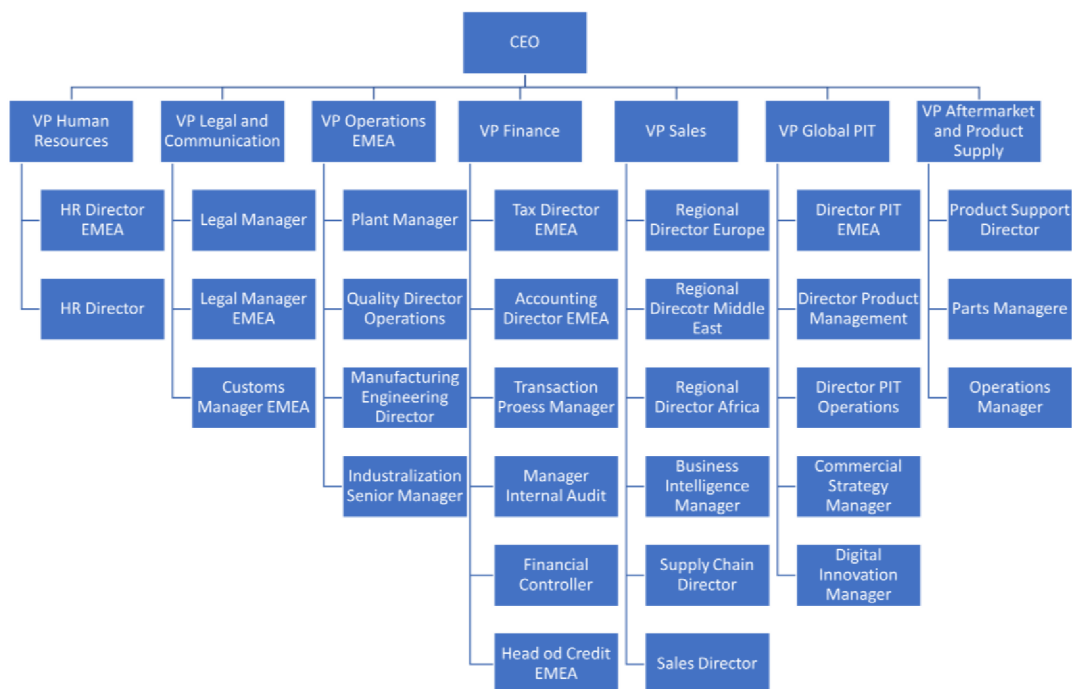 CEO
VP Human
Resources
VP Legal and
Communication
VP Operations
EMEA
VP Finance
VP Sales
VP Global PIT
VP Aftermarket
and Product
Supply
HR Director
EMEA
HR Director
Legal Manager
Legal Manager
EMEA
Customs
Manager EMEA
Plant Manager
Quality Director
Operations
Manufacturing
Engineering
Director
Industralization
Senior Manager
Tax Director
EMEA
Accounting
Director EMEA
Transaction
Proess Manager
Manager
Internal Audit
Financial
Controller
Head od Credit
EMEA
Regional
Director Europe
Regional
Direcotr Middle
East
Regional
Director Africa
Business
Intelligence
Manager
Supply Chain
Director
Sales Director
Director PIT
EMEA
Director Product
Management
Director PIT
Operations
Commercial
Strategy
Manager
Digital
Innovation
Manager
Product Support
Director
Parts Managere
Operations
Manager